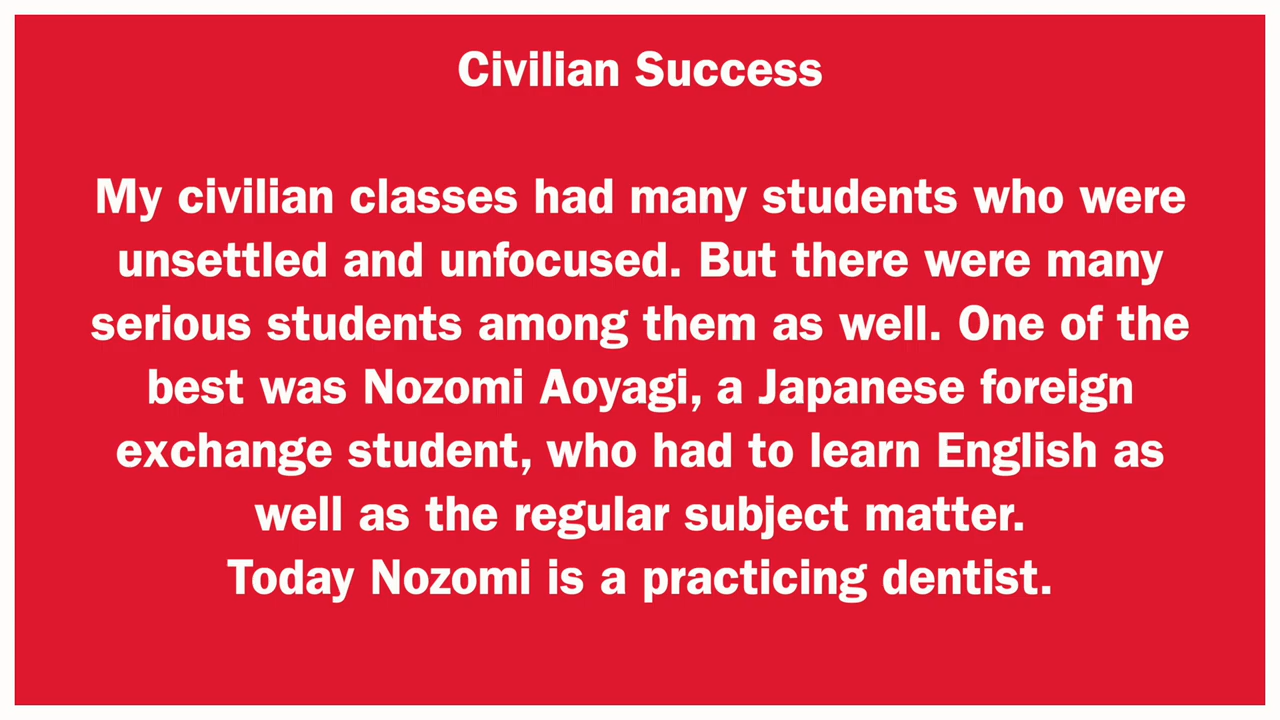 Civilian Success
My civilian classes had many students who were
unsettled and unfocused. But there were many
serious students among them as well. One of the
best was Nozomi Aoyagi, a Japanese foreign
exchange student, who had to learn English as
well as the regular subject matter.
Today Nozomi is a practicing dentist.